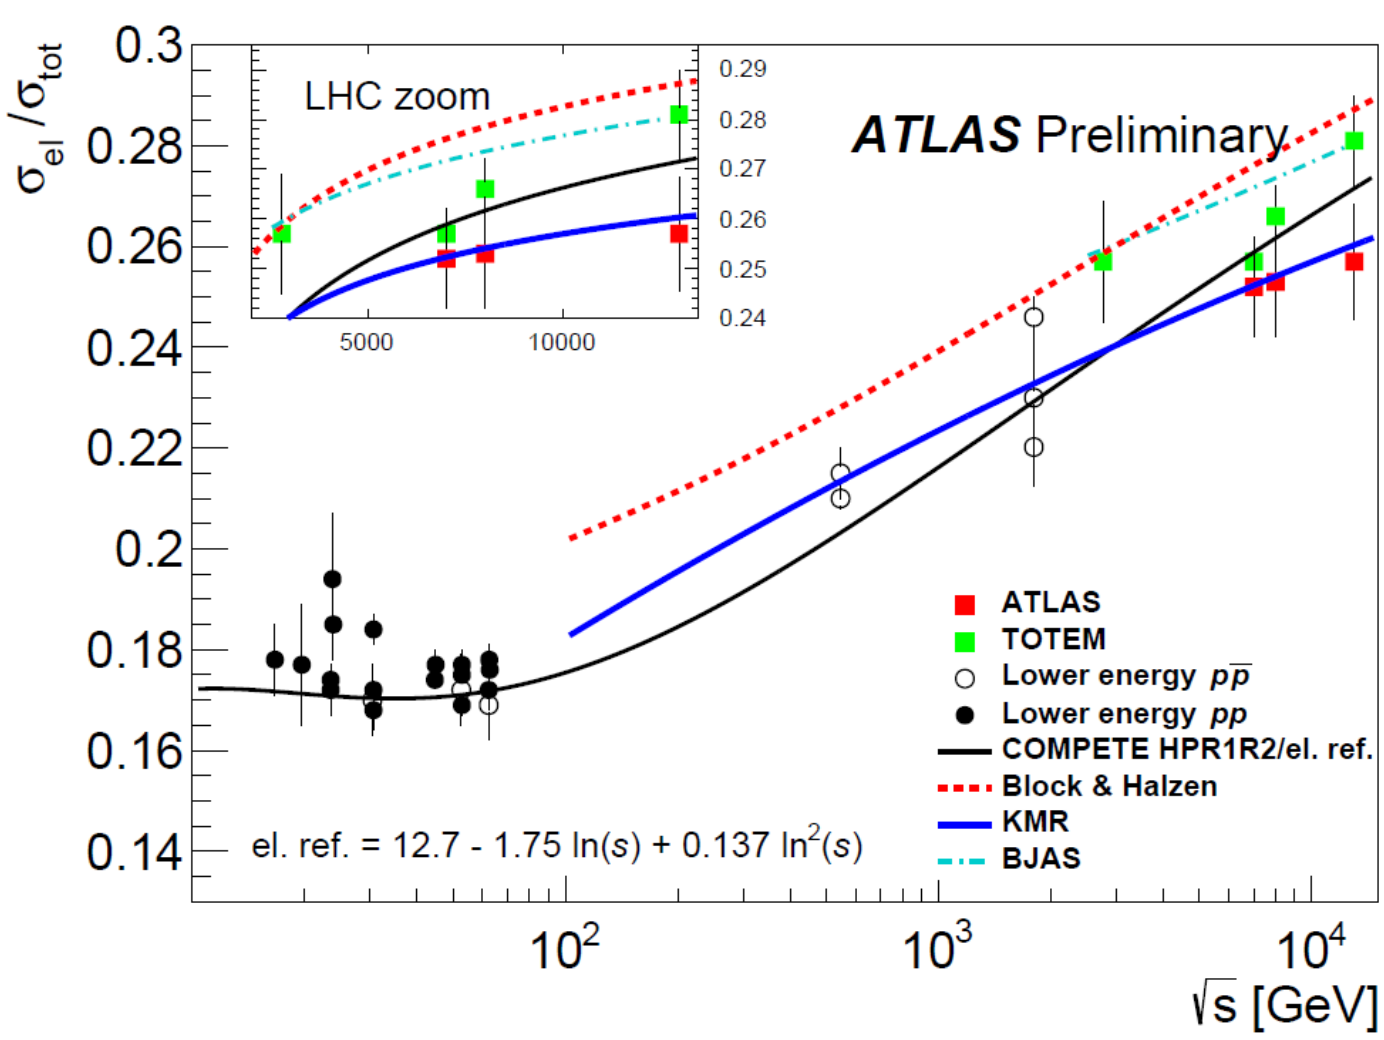 σel /σtot
0.3
0.28
0.26
0.24
0.22
0.2
0.18
0.16
0.14
LHC zoom
0.29
0.28
0.27
0.26
0.25
0.24
5000
10000
ATLAS Preliminary
ATLAS
TOTEM
Lower energy pp̅
Lower energy pp
COMPETE HPR1R2/el. ref.
Block & Halzen
KMR
BJAS
el. ref. = 12.7 - 1.75 ln(s) + 0.137 ln²(s)
10²
10³
10⁴
√s [GeV]